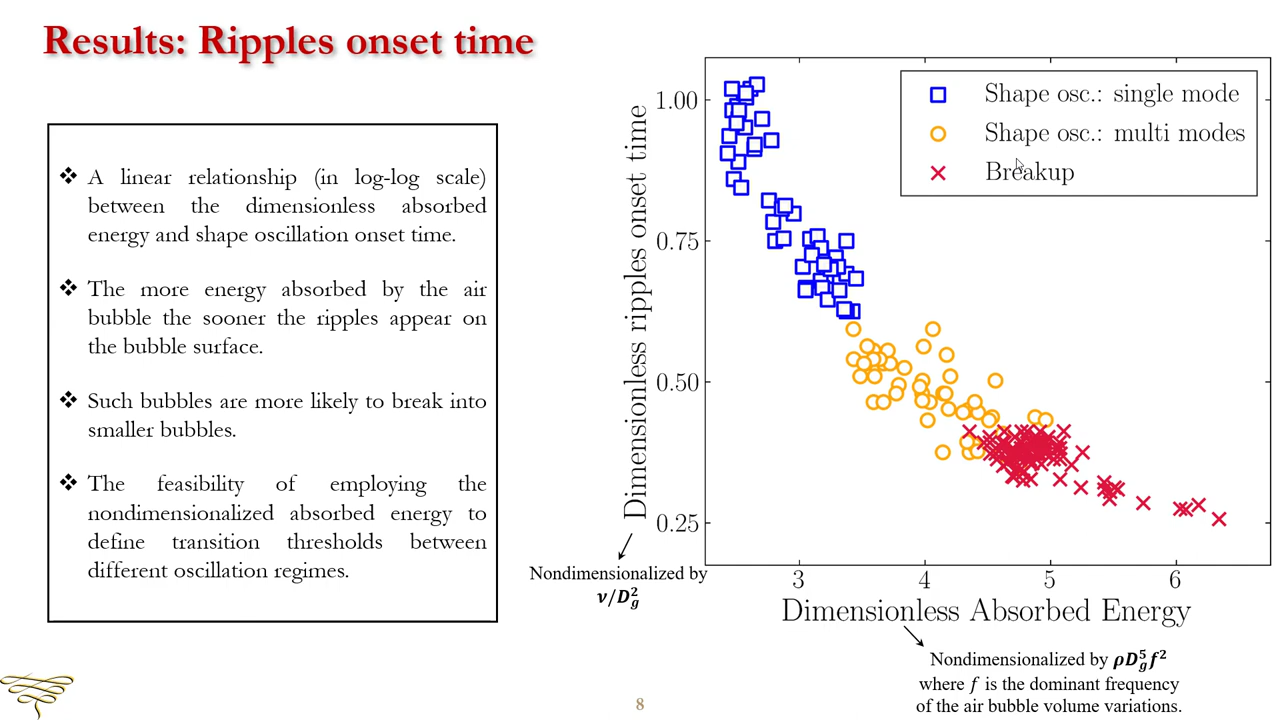 Results: Ripples onset time
❖ A linear relationship (in log-log scale)
between the dimensionless absorbed
energy and shape oscillation onset time.
❖ The more energy absorbed by the air
bubble the sooner the ripples appear on
the bubble surface.
❖ Such bubbles are more likely to break into
smaller bubbles.
❖ The feasibility of employing the
nondimensionalized absorbed energy to
define transition thresholds between
different oscillation regimes.
Dimensionless ripples onset time
1.00
0.75
0.50
0.25
Shape osc.: single mode
Shape osc.: multi modes
Breakup
3 4 5 6
Dimensionless Absorbed Energy
Nondimensionalized by
ν/D_g^2
Nondimensionalized by ρD_g^5 f^2
where f is the dominant frequency
of the air bubble volume variations.
8